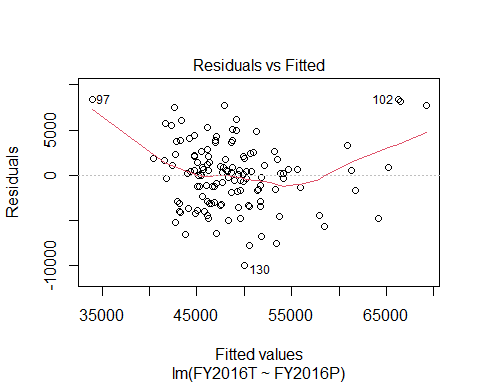 Residuals vs Fitted
Residuals
5000
0
-10000
97
102
130
35000 45000 55000 65000
Fitted values
lm(FY2016T ~ FY2016P)